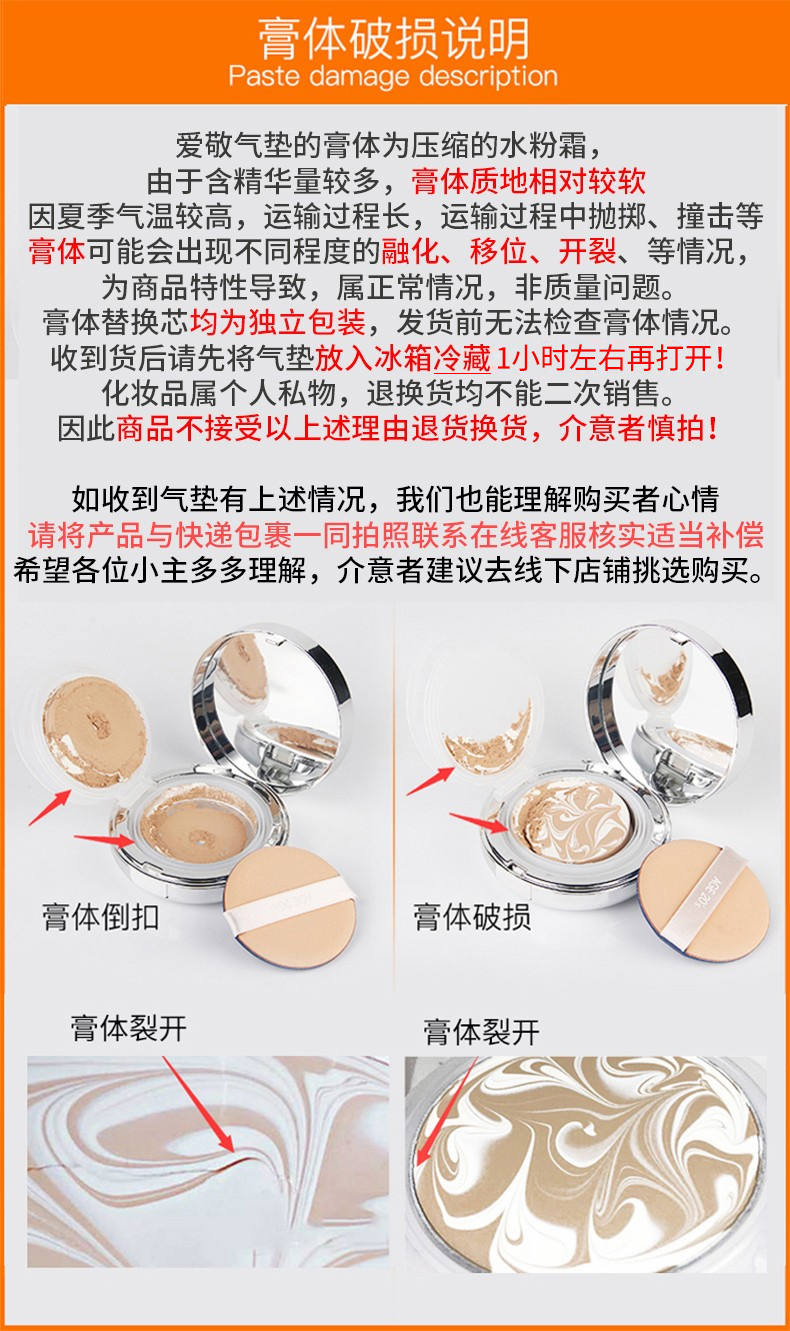 膏体破损说明
Paste damage description
爱敬气垫的膏体为压缩的水粉霜，
由于含精华量较多，膏体质地相对较软
因夏季气温较高，运输过程长，运输过程中抛掷、撞击等
膏体可能会出现不同程度的融化、移位、开裂、等情况，
为商品特性导致，属正常情况，非质量问题。
膏体替换芯均为独立包装，发货前无法检查膏体情况。
收到货后请先将气垫放入冰箱冷藏1小时左右再打开！
化妆品属个人私物，退换货均不能二次销售。
因此商品不接受以上述理由退货换货，介意者慎拍！
如收到气垫有上述情况，我们也能理解购买者心情
请将产品与快递包裹一同拍照联系在线客服核实适当补偿
希望各位小主多多理解，介意者建议去线下店铺挑选购买。
膏体倒扣
膏体破损
AGE 20's
膏体裂开
膏体裂开